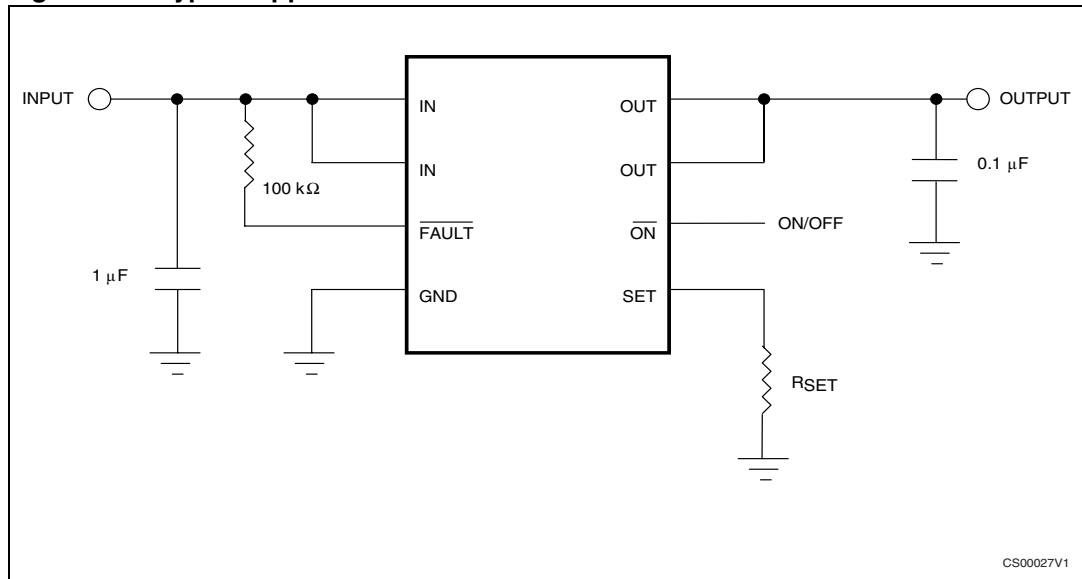 INPUT
IN
OUT
OUTPUT
IN
OUT
0.1 μF
100 kΩ
FAULT
ON
ON/OFF
1 μF
GND
SET
RSET
CS00027V1